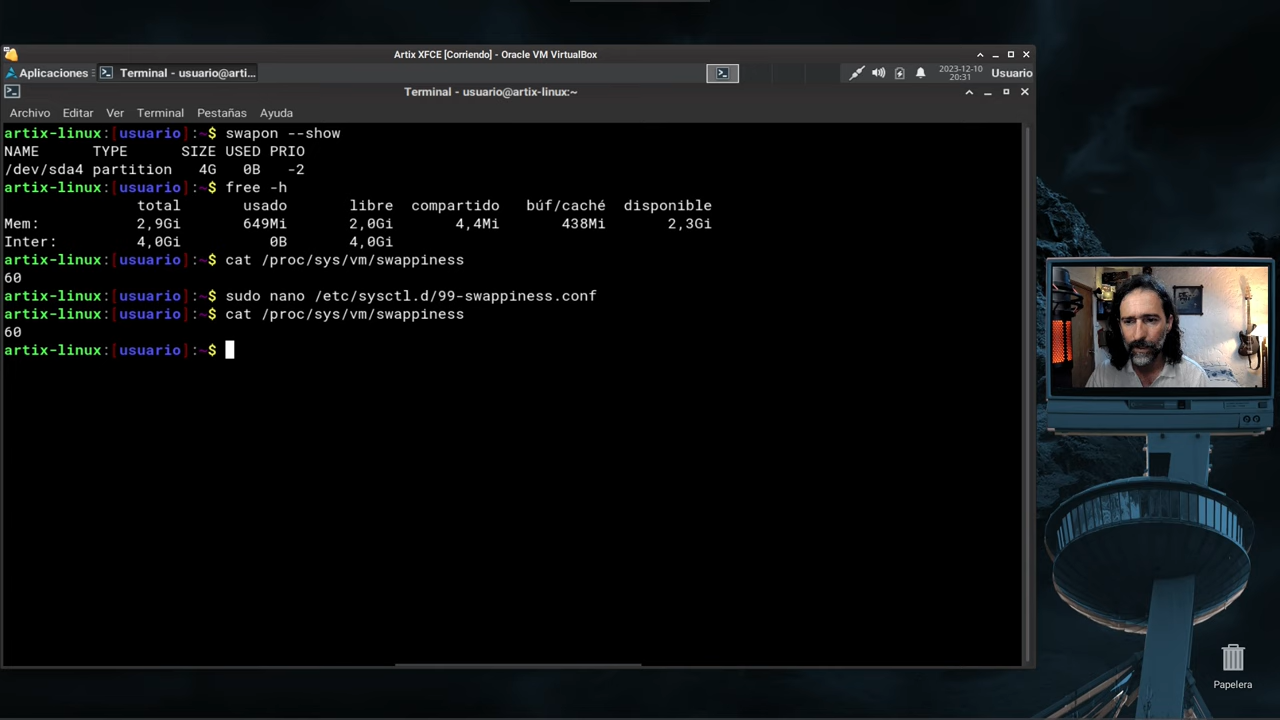 Artix XFCE [Corriendo] - Oracle VM VirtualBox
Aplicaciones Terminal - usuario@arti... 2023-12-10 20:31 Usuario
Terminal - usuario@artix-linux:~
Archivo Editar Ver Terminal Pestañas Ayuda
artix-linux:[usuario]:~$ swapon --show
NAME TYPE SIZE USED PRIO
/dev/sda4 partition 4G 0B -2
artix-linux:[usuario]:~$ free -h
total usado libre compartido búf/caché disponible
Mem: 2,9Gi 649Mi 2,0Gi 4,4Mi 438Mi 2,3Gi
Inter: 4,0Gi 0B 4,0Gi
artix-linux:[usuario]:~$ cat /proc/sys/vm/swappiness
60
artix-linux:[usuario]:~$ sudo nano /etc/sysctl.d/99-swappiness.conf
artix-linux:[usuario]:~$ cat /proc/sys/vm/swappiness
60
artix-linux:[usuario]:~$
Papelera